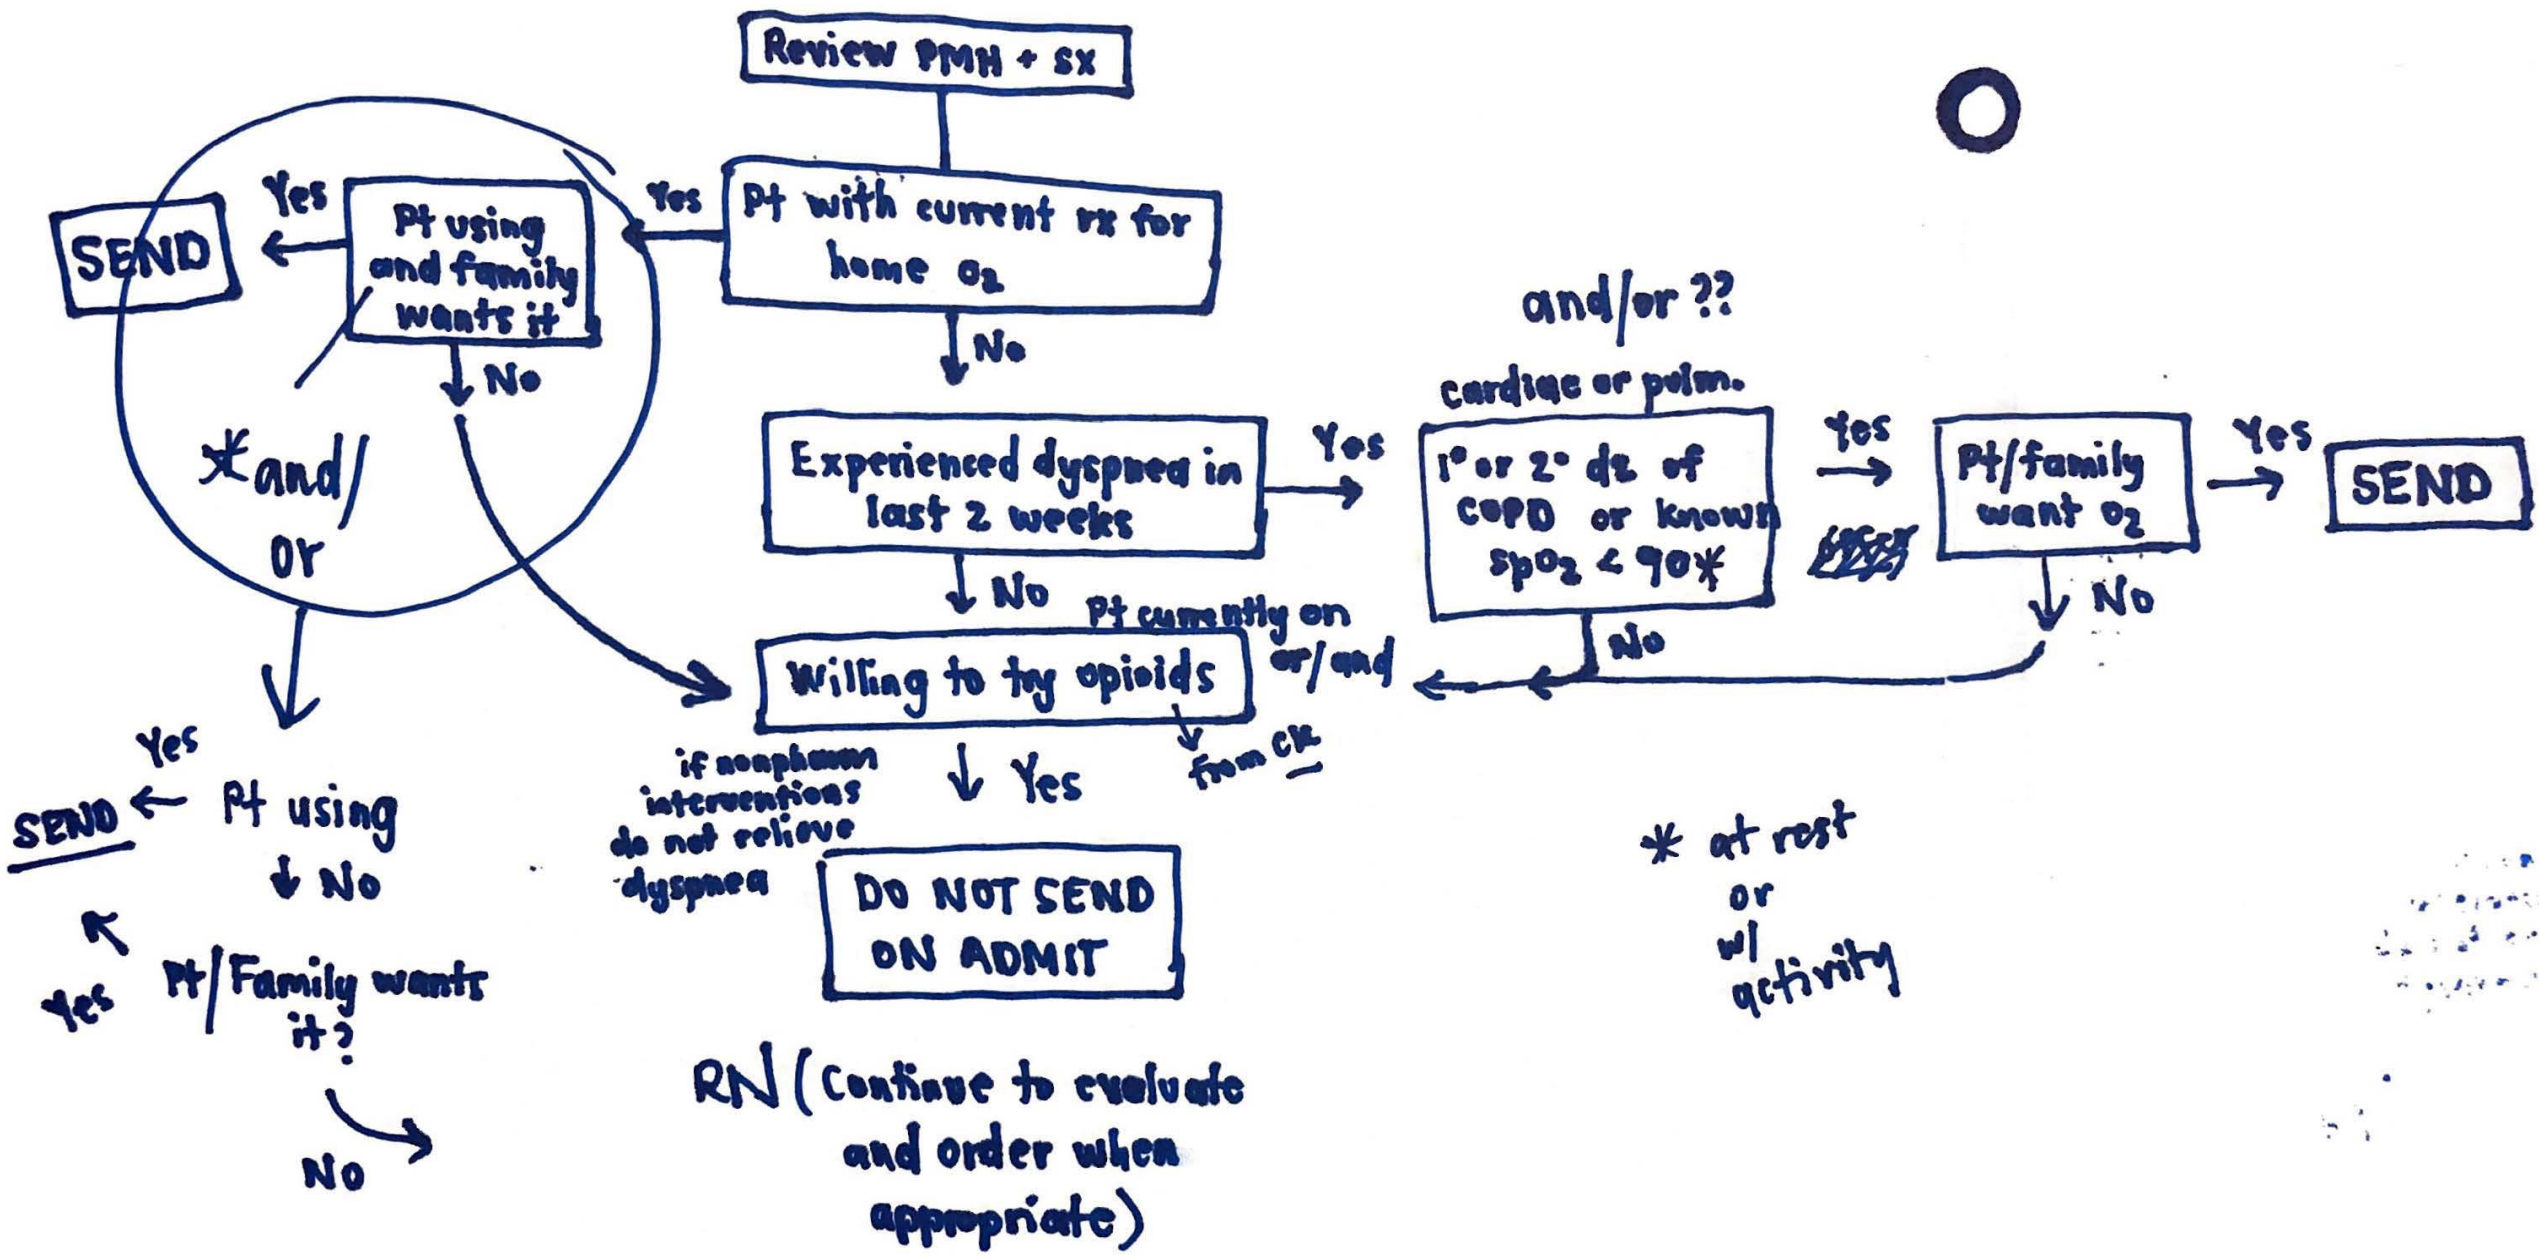 Review PMH + sx
Yes
Pt using
and family
wants it
Yes
Pt with current rx for
home O₂
SEND
No
No
*and/
or
and/or ??
cardiac or pulm.
Experienced dyspnea in
last 2 weeks
Yes
1° or 2° dz of
COPD or known
SpO₂ < 90*
Yes
Pt/family
want O₂
Yes
SEND
No
No
No
Pt currently on
or/and
Willing to try opioids
from CK
if nonpharm
interventions
do not relieve
dyspnea
Yes
DO NOT SEND
ON ADMIT
RN (Continue to evaluate
and order when
appropriate)
Yes
SEND
Pt using
No
Yes
Pt/Family wants
it?
No
* at rest
or
w/
activity